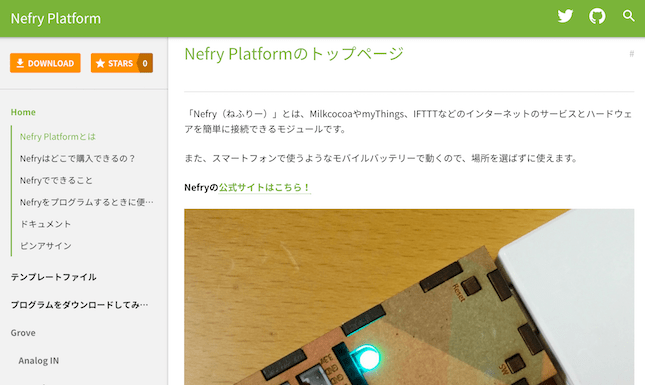 Nefry Platform
DOWNLOAD
STARS 0
Home
Nefry Platformとは
Nefryはどこで購入できるの？
Nefryでできること
Nefryをプログラムするときに便…
ドキュメント
ピンアサイン
テンプレートファイル
プログラムをダウンロードしてみ…
Grove
Analog IN
Nefry Platformのトップページ
#
「Nefry（ねふりー）」とは、MilkcocoaやmyThings、IFTTTなどのインターネットのサービスとハードウェ
アを簡単に接続できるモジュールです。
また、スマートフォンで使うようなモバイルバッテリーで動くので、場所を選ばずに使えます。
Nefryの公式サイトはこちら！
Reset
SW